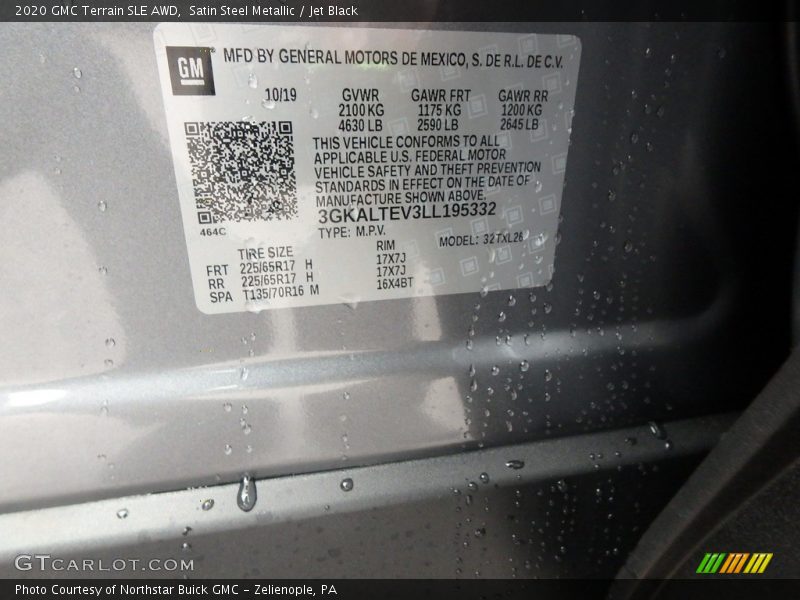 2020 GMC Terrain SLE AWD,  Satin Steel Metallic / Jet Black
GM
MFD BY GENERAL MOTORS DE MEXICO, S. DE R.L. DE C.V.
10/19 GVWR GAWR FRT GAWR RR
2100 KG 1175 KG 1200 KG
4630 LB 2590 LB 2645 LB
THIS VEHICLE CONFORMS TO ALL
APPLICABLE U.S. FEDERAL MOTOR
VEHICLE SAFETY AND THEFT PREVENTION
STANDARDS IN EFFECT ON THE DATE OF
MANUFACTURE SHOWN ABOVE.
3GKALTEV3LL195332
464C
TYPE: M.P.V. MODEL: 32TXL26
TIRE SIZE RIM
FRT 225/65R17 H 17X7J
RR 225/65R17 H 17X7J
SPA T135/70R16 M 16X4BT
GTCARLOT.COM
Photo Courtesy of Northstar Buick GMC - Zelienople, PA